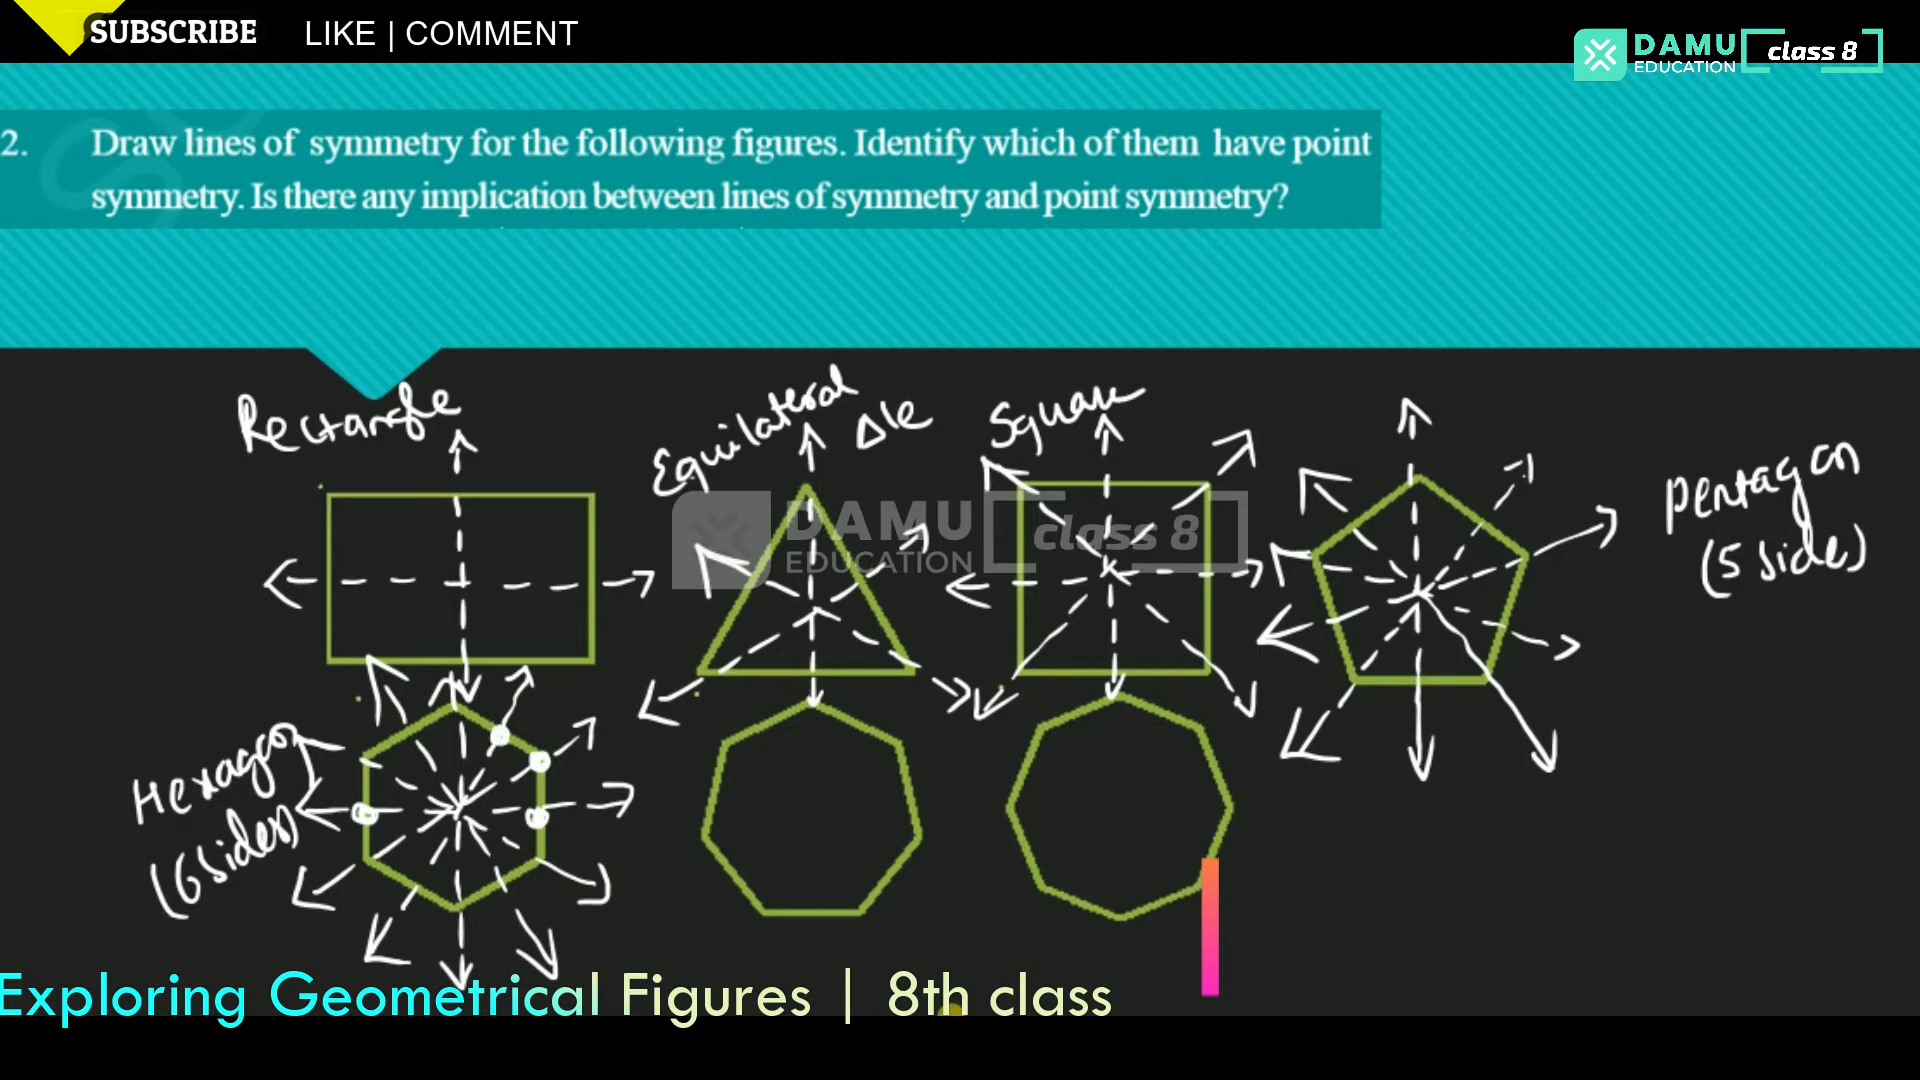 SUBSCRIBE LIKE | COMMENT
DAMU EDUCATION class 8
2. Draw lines of symmetry for the following figures. Identify which of them have point
symmetry. Is there any implication between lines of symmetry and point symmetry?
Rectangle
Equilateral Δle
Square
Pentagon
(5 side)
DAMU EDUCATION class 8
Hexagon
(6 sides)
Exploring Geometrical Figures | 8th class